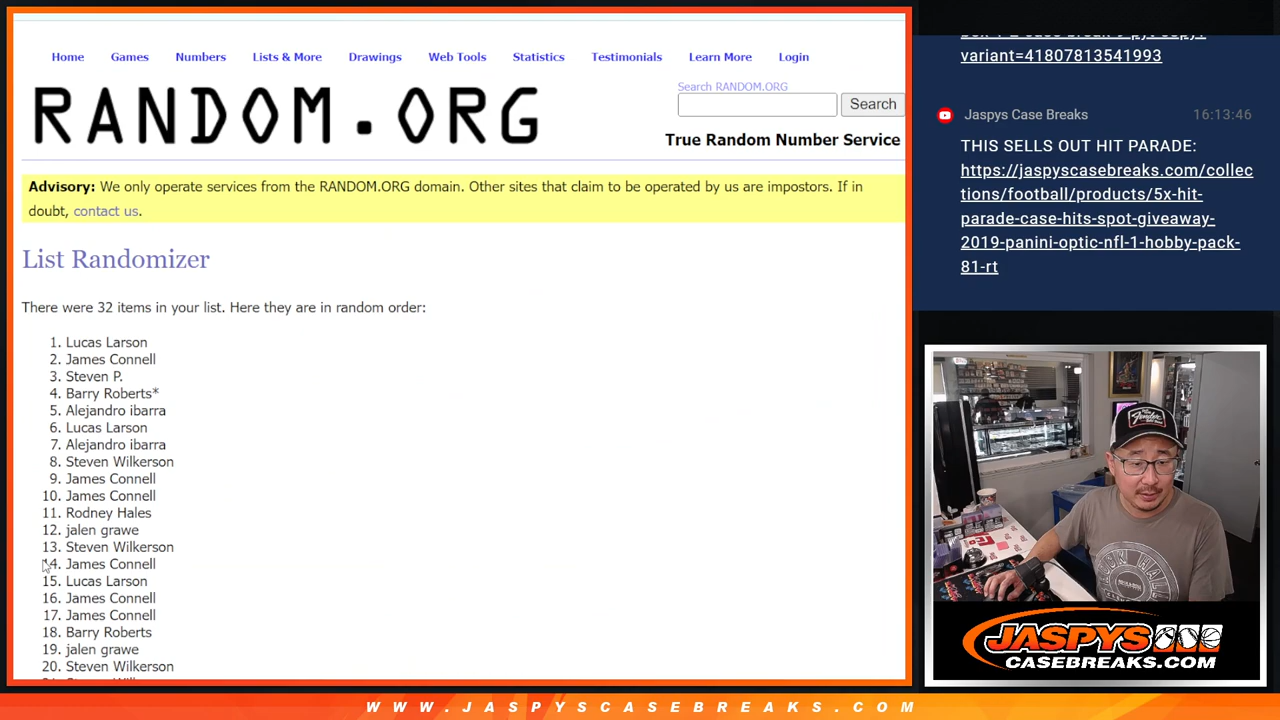 Home Games Numbers Lists & More Drawings Web Tools Statistics Testimonials Learn More Login
RANDOM.ORG
Search RANDOM.ORG
Search
True Random Number Service
Advisory: We only operate services from the RANDOM.ORG domain. Other sites that claim to be operated by us are impostors. If in
doubt, contact us.
List Randomizer
There were 32 items in your list. Here they are in random order:
1. Lucas Larson
2. James Connell
3. Steven P.
4. Barry Roberts*
5. Alejandro ibarra
6. Lucas Larson
7. Alejandro ibarra
8. Steven Wilkerson
9. James Connell
10. James Connell
11. Rodney Hales
12. jalen grawe
13. Steven Wilkerson
14. James Connell
15. Lucas Larson
16. James Connell
17. James Connell
18. Barry Roberts
19. jalen grawe
20. Steven Wilkerson
variant=41807813541993
Jaspys Case Breaks 16:13:46
THIS SELLS OUT HIT PARADE:
https://jaspyscasebreaks.com/collec
tions/football/products/5x-hit-
parade-case-hits-spot-giveaway-
2019-panini-optic-nfl-1-hobby-pack-
81-rt
Fender
JASPYS
CASEBREAKS.COM
WWW.JASPYSCASEBREAKS.COM